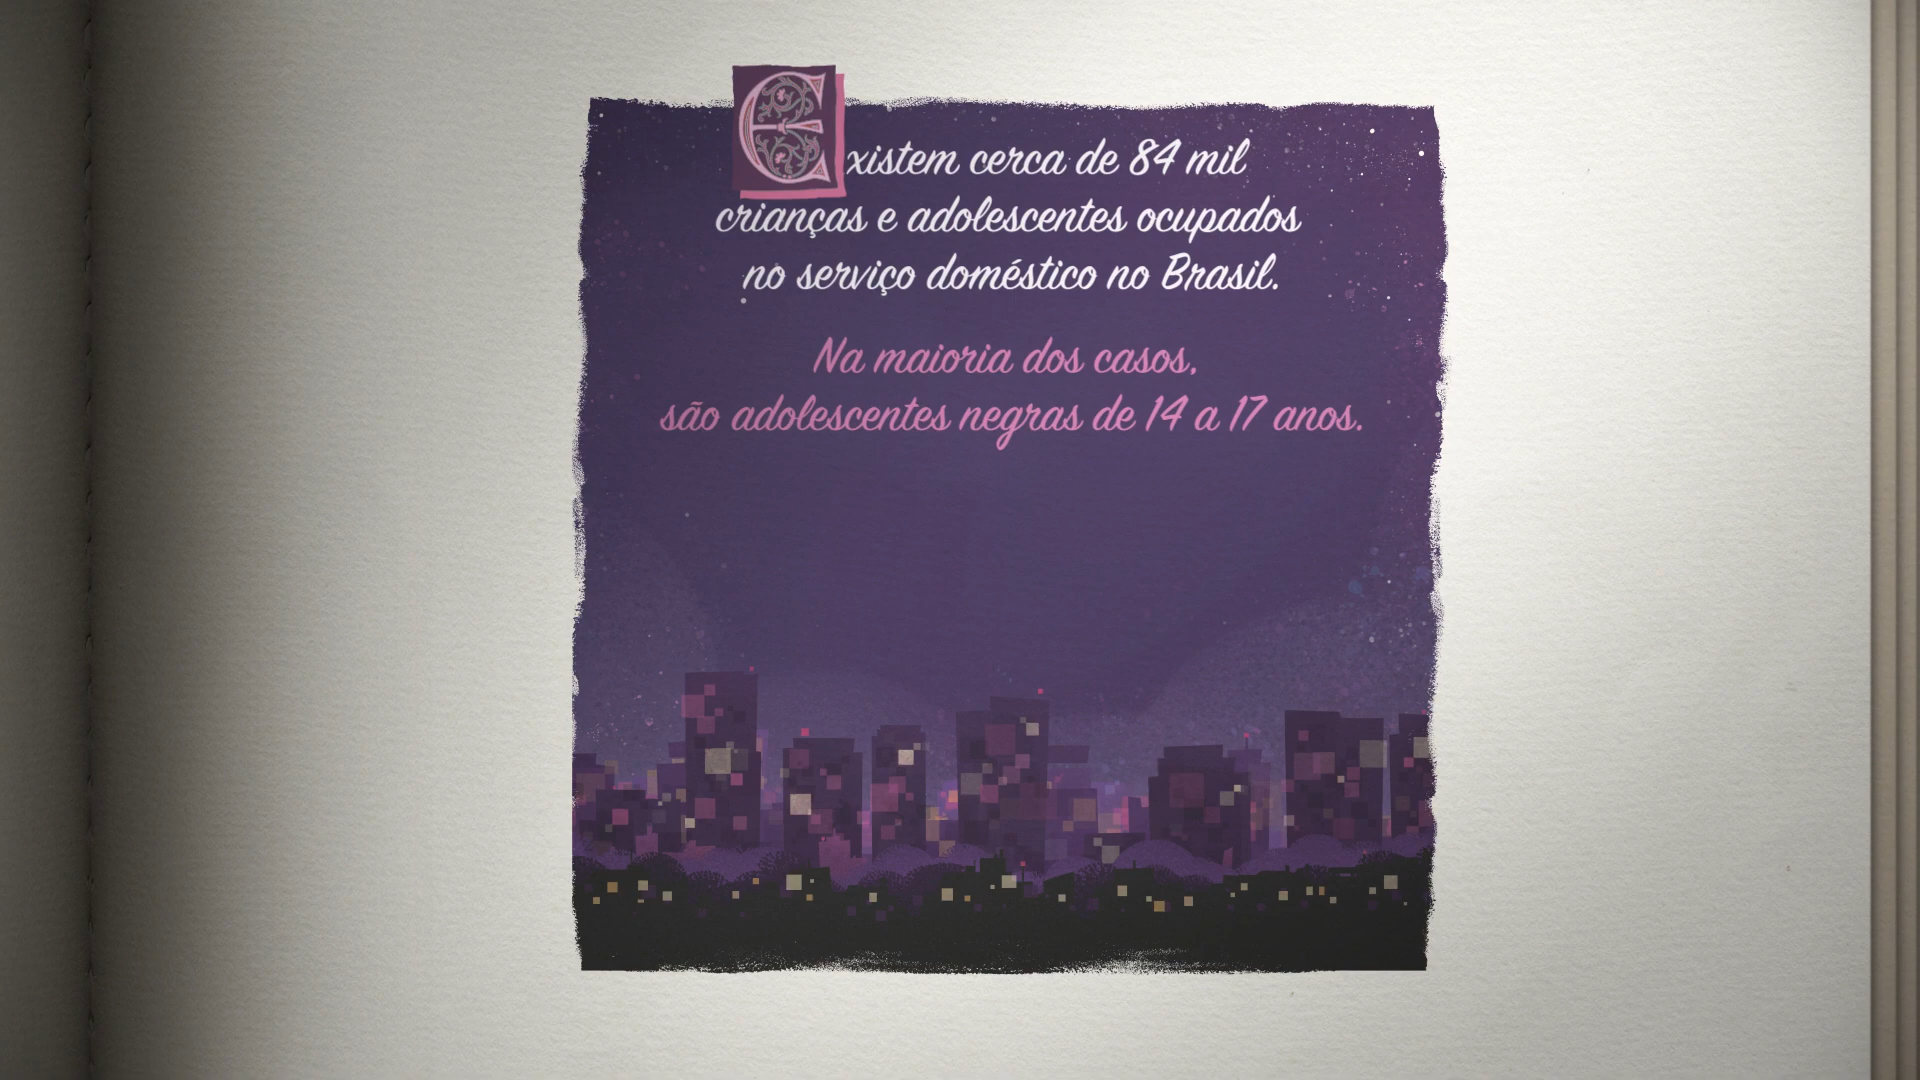 Existem cerca de 84 mil
crianças e adolescentes ocupados
no serviço doméstico no Brasil.
Na maioria dos casos,
são adolescentes negras de 14 a 17 anos.